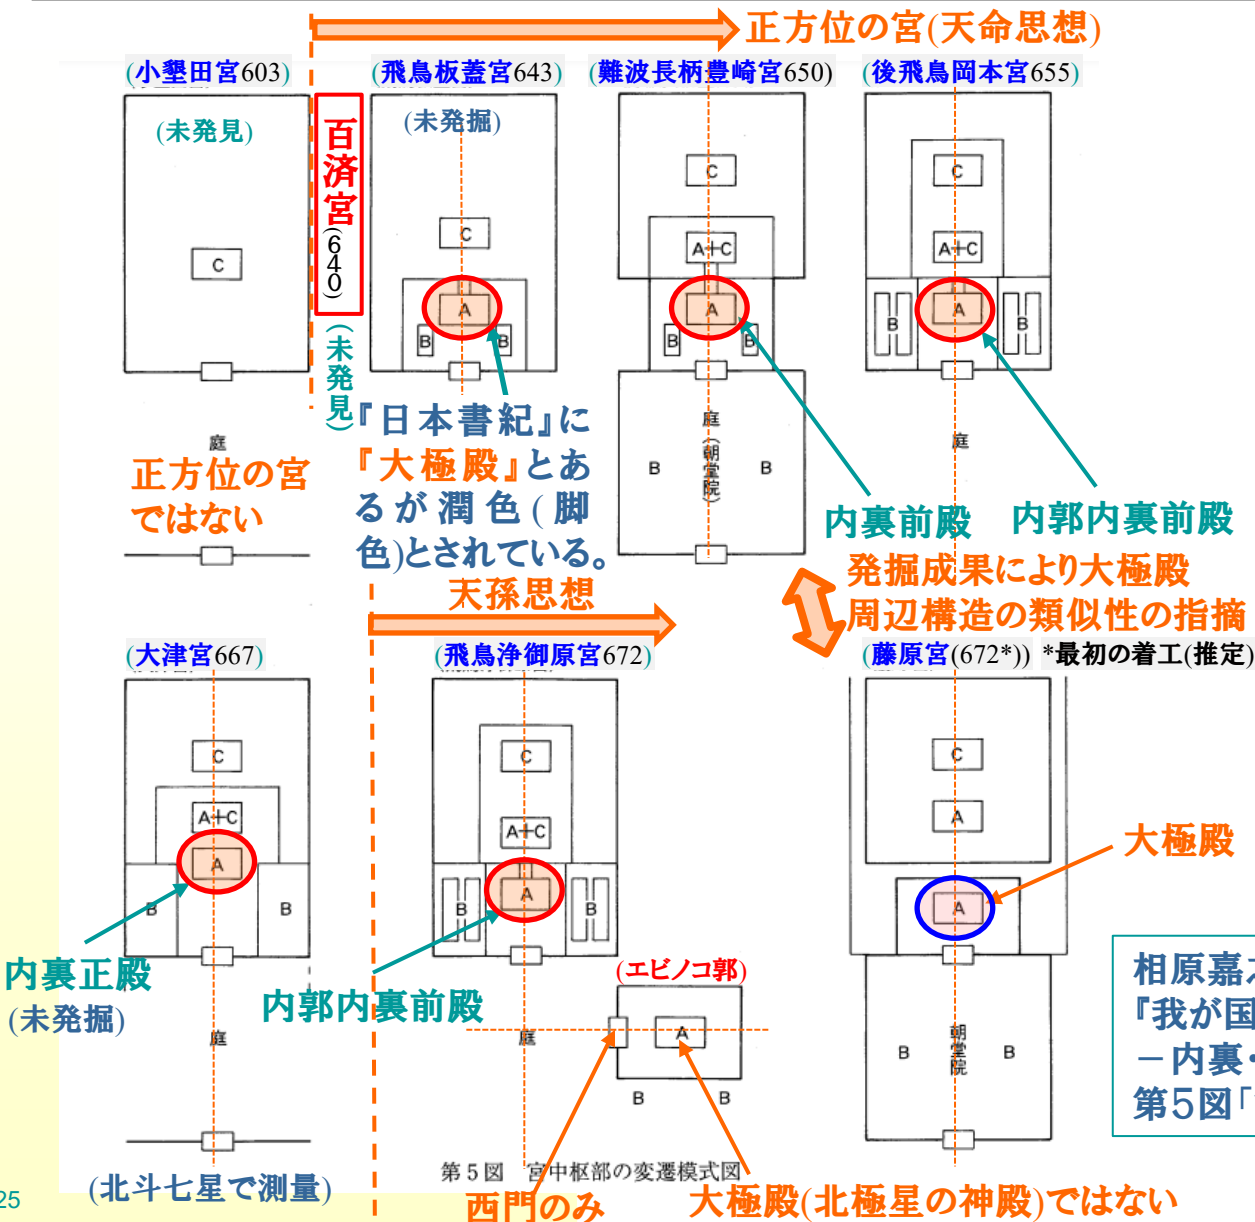 正方位の宮(天命思想)
(小墾田宮603)
(飛鳥板蓋宮643)
(難波長柄豊崎宮650)
(後飛鳥岡本宮655)
(未発見)
C
庭
正方位の宮
ではない
百済宮(640)
(未発見)
(未発掘)
C
A
B
B
『日本書紀』に
『大極殿』とあ
るが潤色(脚
色)とされている。
C
A+C
A
B
B
庭(朝堂院)
B
B
内裏前殿
C
A+C
A
B
B
庭
内郭内裏前殿
発掘成果により大極殿
周辺構造の類似性の指摘
天孫思想
(大津宮667)
(飛鳥浄御原宮672)
(藤原宮(672*))
*最初の着工(推定)
C
A+C
A
B
B
内裏正殿
(未発掘)
庭
(北斗七星で測量)
C
A+C
A
B
B
内郭内裏前殿
庭
(エビノコ郭)
A
B
B
西門のみ
大極殿(北極星の神殿)ではない
C
A
A
大極殿
B
朝堂院
B
相原嘉
『我が国
－内裏・
第5図「
第5図 宮中枢部の変遷模式図
25